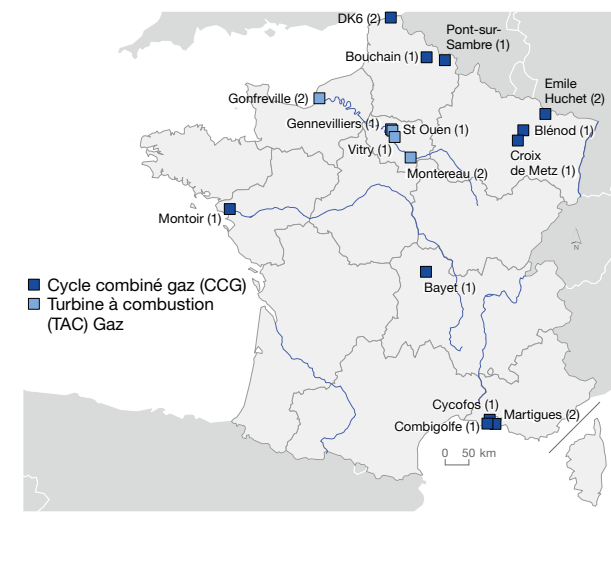 DK6 (2)
Pont-sur-
Sambre (1)
Bouchain (1)
Emile
Huchet (2)
Gonfreville (2)
Gennevilliers (1)
St Ouen (1)
Blénod (1)
Vitry (1)
Croix
de Metz (1)
Montereau (2)
Montoir (1)
N
Cycle combiné gaz (CCG)
Turbine à combustion
(TAC) Gaz
Bayet (1)
Cycofos (1)
Martigues (2)
Combigolfe (1)
0 50 km